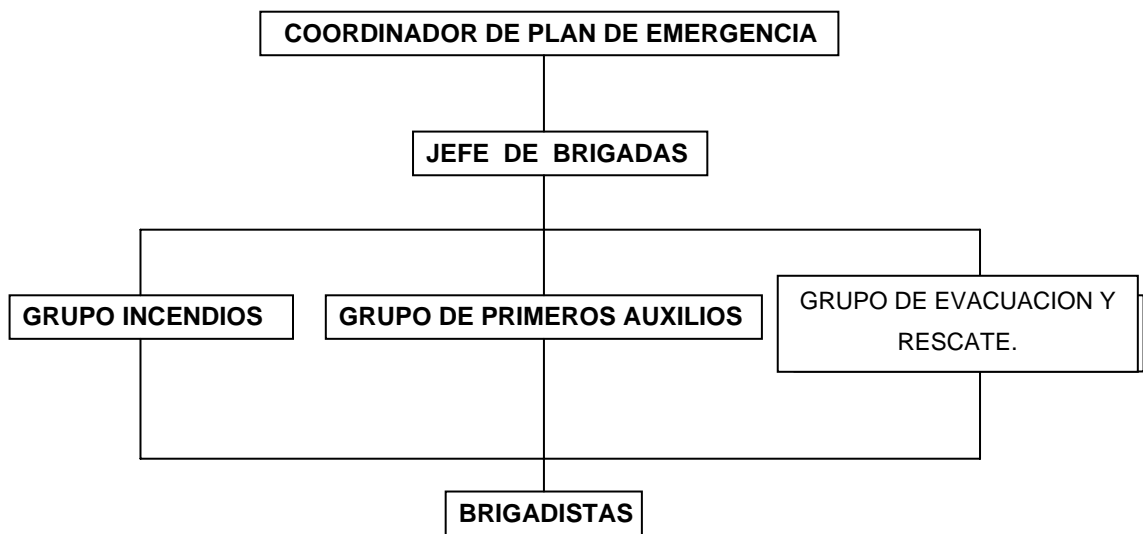 COORDINADOR DE PLAN DE EMERGENCIA
JEFE DE BRIGADAS
GRUPO INCENDIOS
GRUPO DE PRIMEROS AUXILIOS
GRUPO DE EVACUACION Y
RESCATE.
BRIGADISTAS